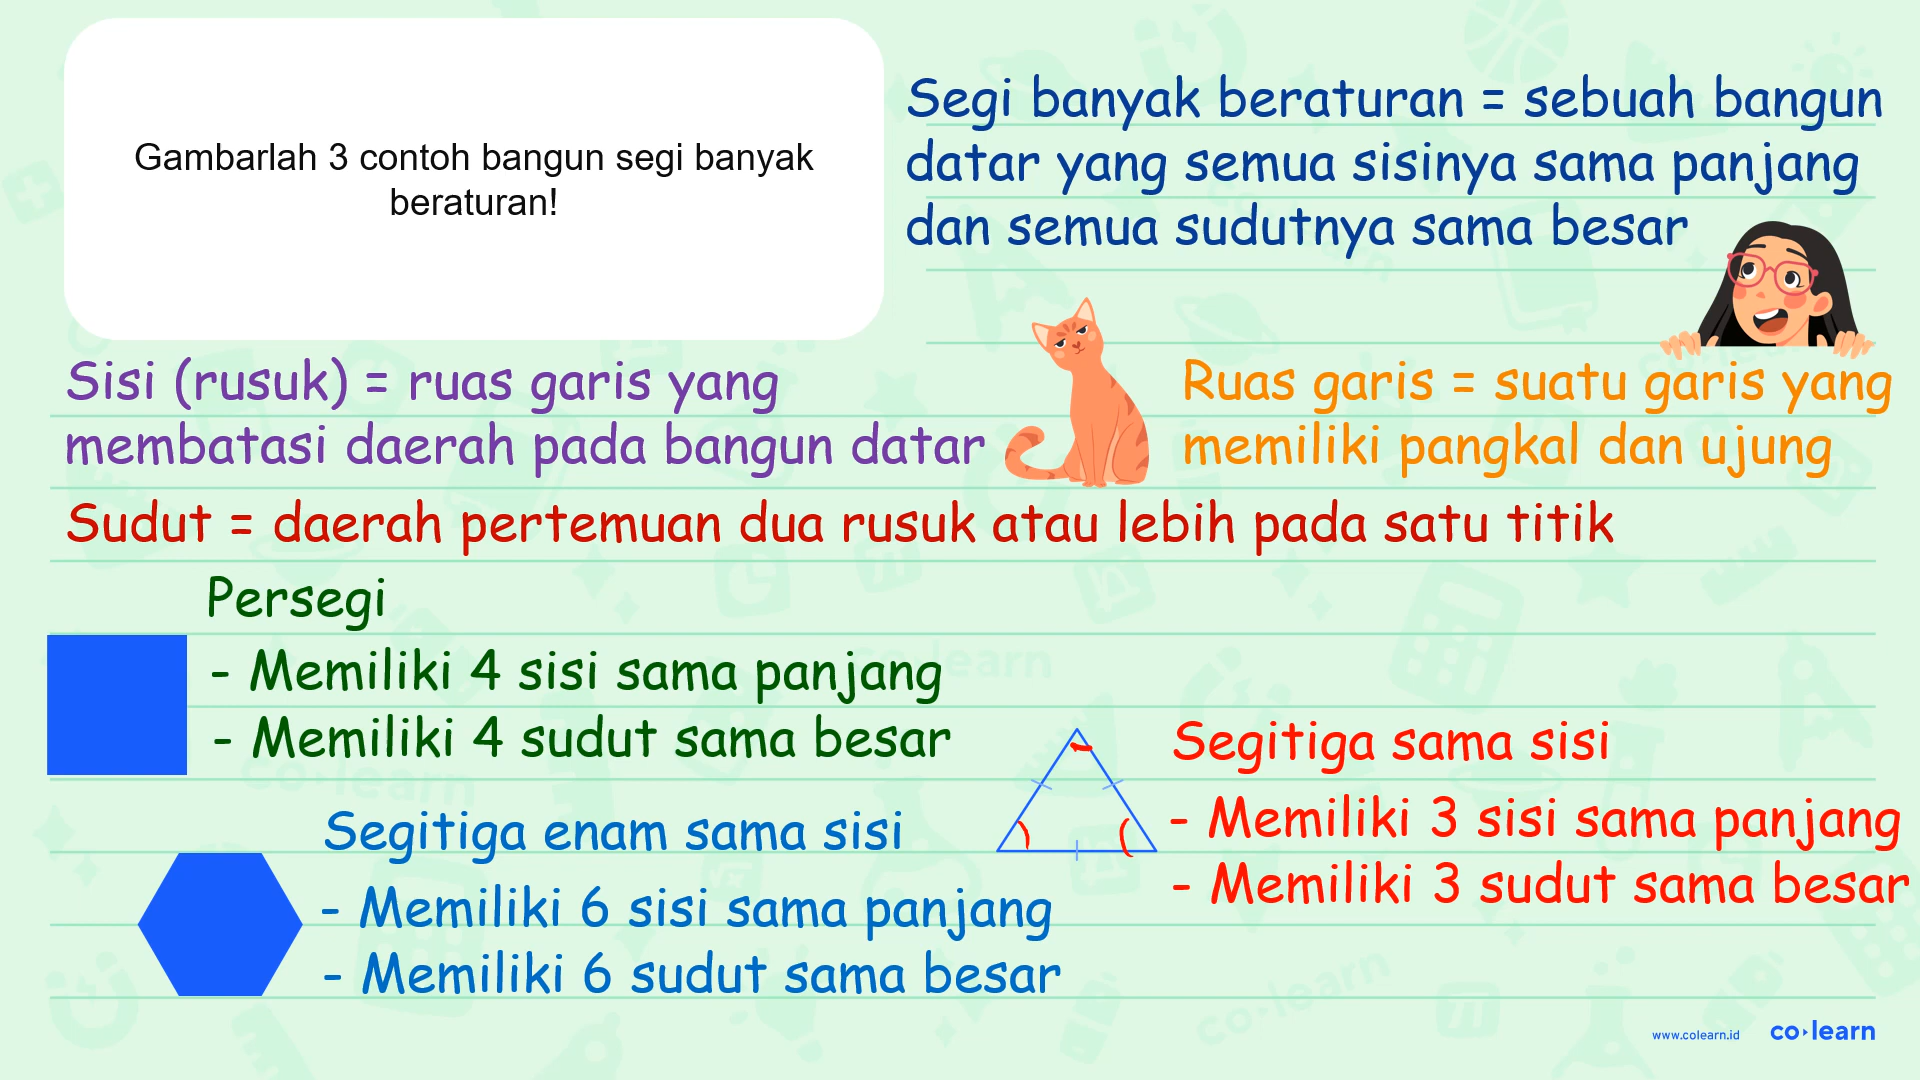 Gambarlah 3 contoh bangun segi banyak
beraturan!
Segi banyak beraturan = sebuah bangun
datar yang semua sisinya sama panjang
dan semua sudutnya sama besar
Sisi (rusuk) = ruas garis yang
membatasi daerah pada bangun datar
Ruas garis = suatu garis yang
memiliki pangkal dan ujung
Sudut = daerah pertemuan dua rusuk atau lebih pada satu titik
Persegi
- Memiliki 4 sisi sama panjang
- Memiliki 4 sudut sama besar
Segitiga sama sisi
- Memiliki 3 sisi sama panjang
- Memiliki 3 sudut sama besar
Segitiga enam sama sisi
- Memiliki 6 sisi sama panjang
- Memiliki 6 sudut sama besar
www.colearn.id
co learn